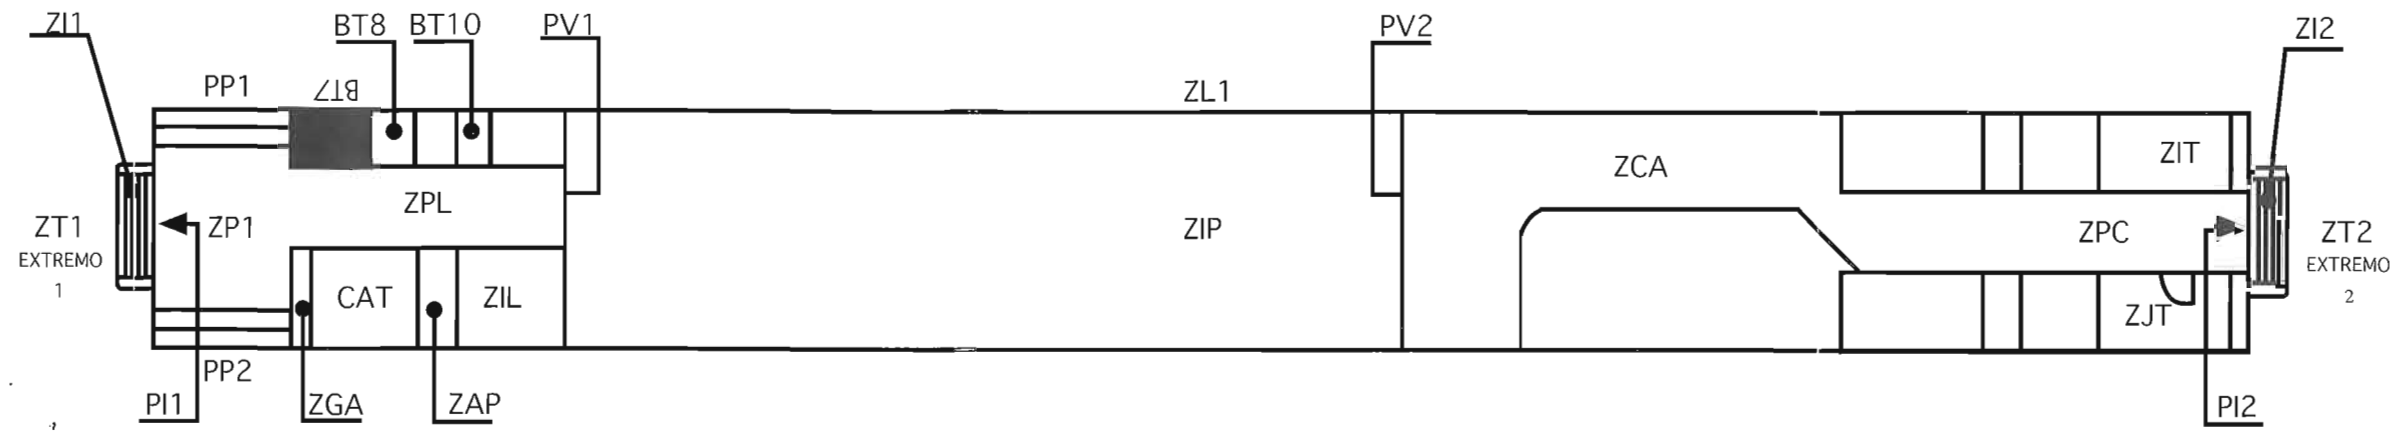 ZI1
BT8
BT10
PV1
PV2
ZI2
PP1
BT7
ZL1
ZCA
ZIT
ZPL
ZT1
EXTREMO
1
ZP1
ZIP
ZPC
ZT2
EXTREMO
2
CAT
ZIL
ZJT
PP2
PI1
ZGA
ZAP
PI2